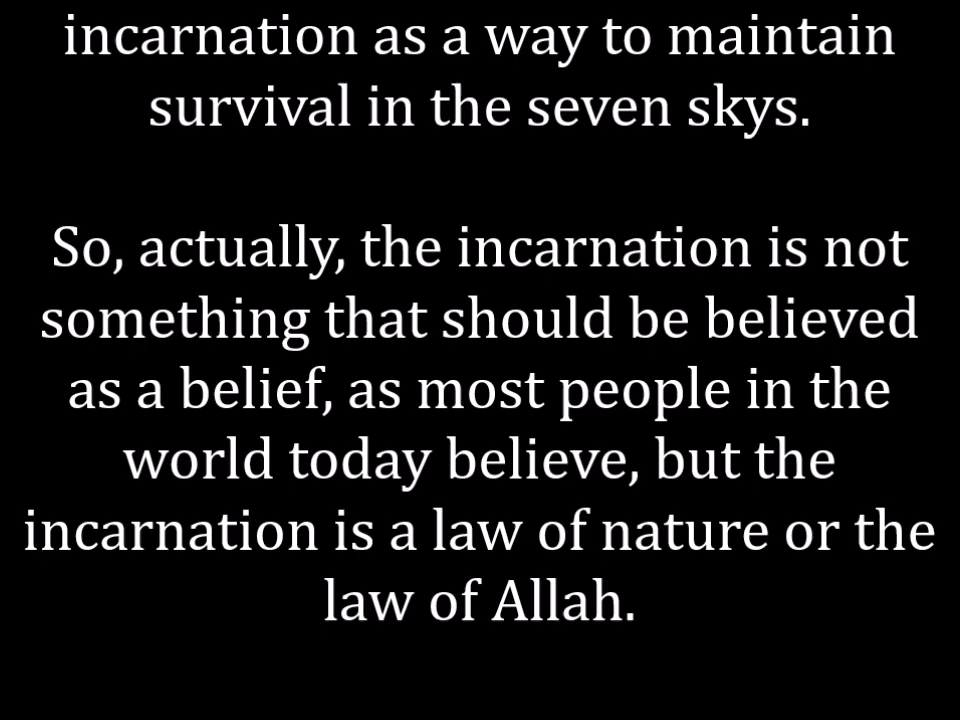 incarnation as a way to maintain
survival in the seven skys.
So, actually, the incarnation is not
something that should be believed
as a belief, as most people in the
world today believe, but the
incarnation is a law of nature or the
law of Allah.